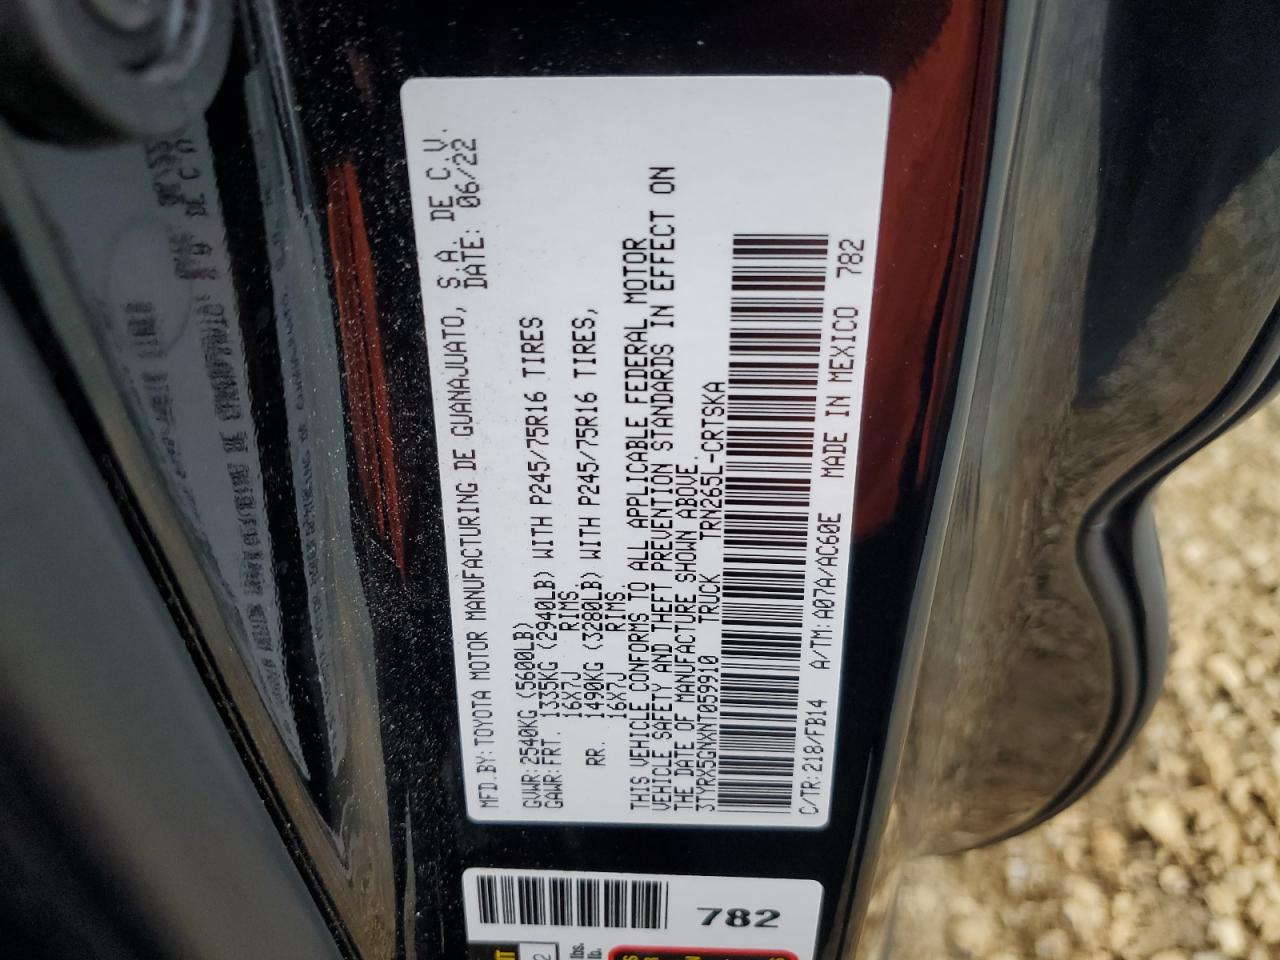 MFD.BY:TOYOTA MOTOR MANUFACTURING DE GUANAJUATO, S.A. DE C.V.
DATE: 06/22
GVWR:2540KG (5600LB)
GAWR:FRT. 1335KG (2940LB) WITH P245/75R16 TIRES
16X7J RIMS
RR. 1490KG (3280LB) WITH P245/75R16 TIRES,
16X7J RIMS
THIS VEHICLE CONFORMS TO ALL APPLICABLE FEDERAL MOTOR
VEHICLE SAFETY AND THEFT PREVENTION STANDARDS IN EFFECT ON
THE DATE OF MANUFACTURE SHOWN ABOVE.
3TYRX5GNXNT059910 TRUCK TRN265L-CRTSKA
C/TR:218/FB14 A/TM:A07A/AC60E MADE IN MEXICO 782
782
lbs.
lb.